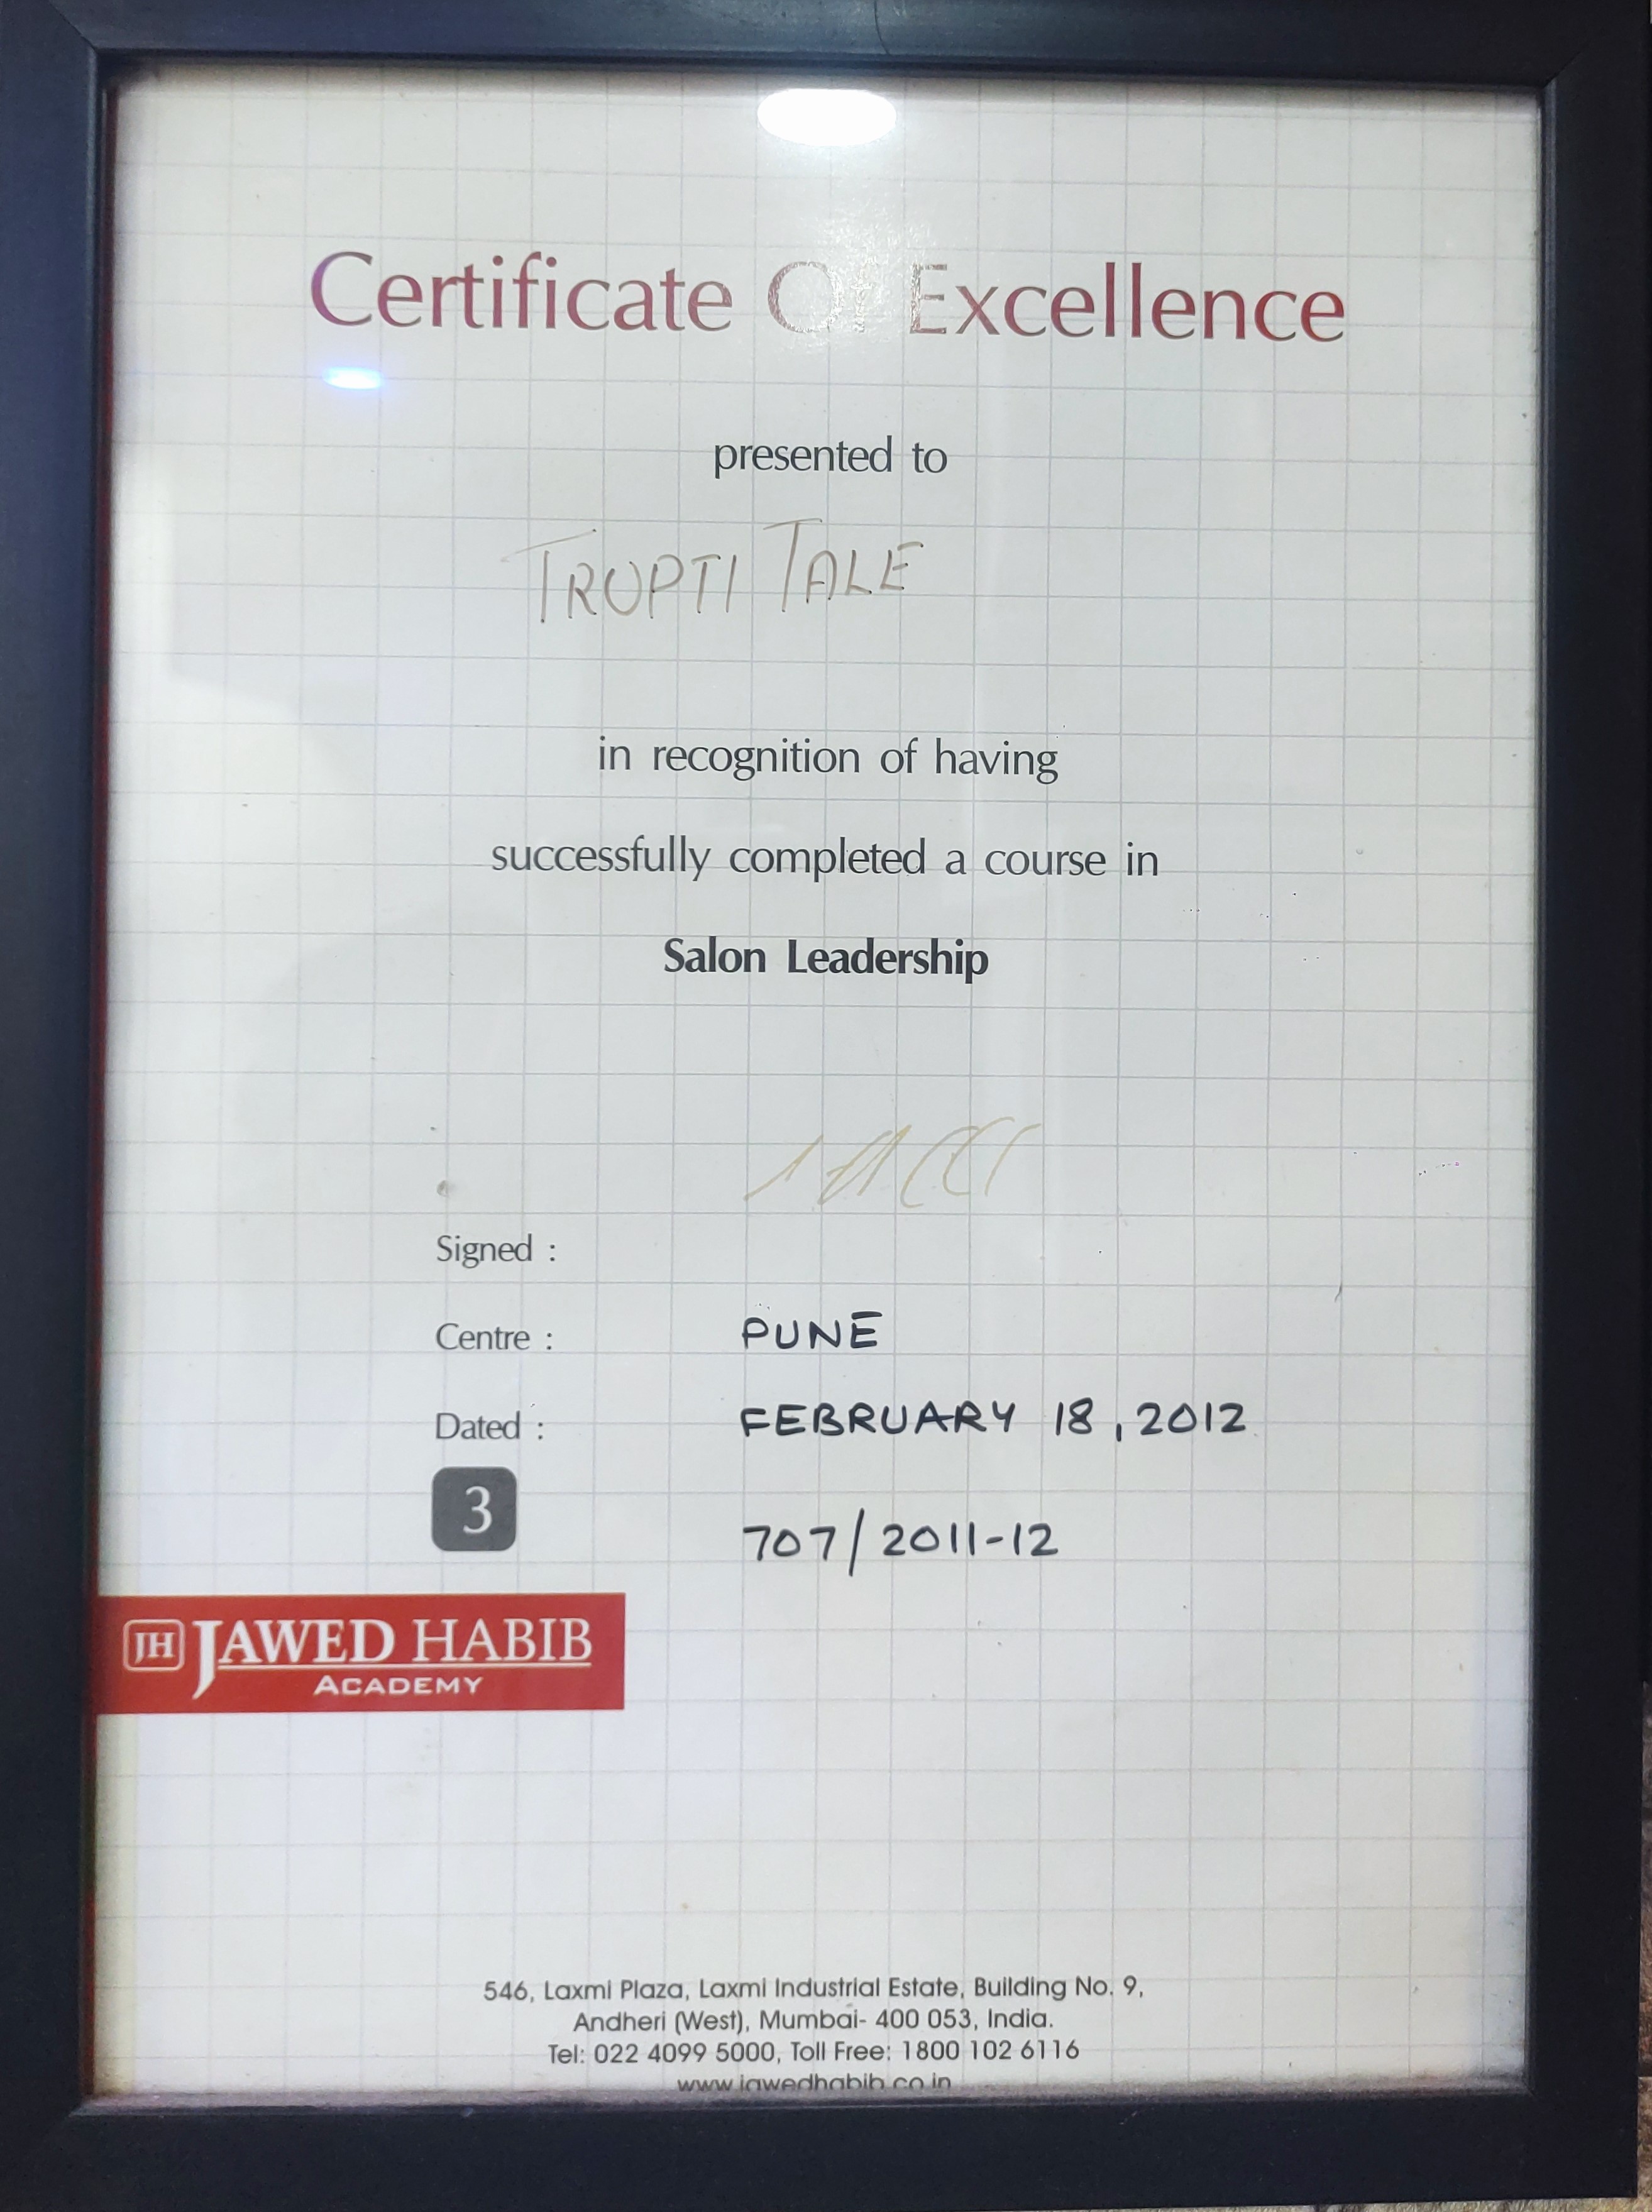 Certificate Of Excellence
presented to
TRUPTI TALE
in recognition of having
successfully completed a course in
Salon Leadership
Signed :
Centre : PUNE
Dated : FEBRUARY 18, 2012
3 707/2011-12
JH JAWED HABIB
ACADEMY
546, Laxmi Plaza, Laxmi Industrial Estate, Building No. 9,
Andheri (West), Mumbai- 400 053, India.
Tel: 022 4099 5000, Toll Free: 1800 102 6116
www.jawedhabib.co.in